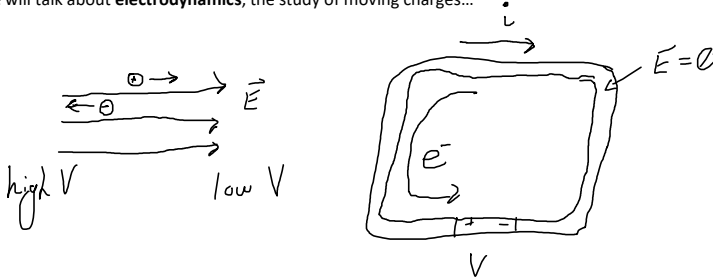 will talk about electrodynamics, the study of moving charges…
i
E = 0
⊕ →
← ⊖
E
e-
high V
low V
+ -
V